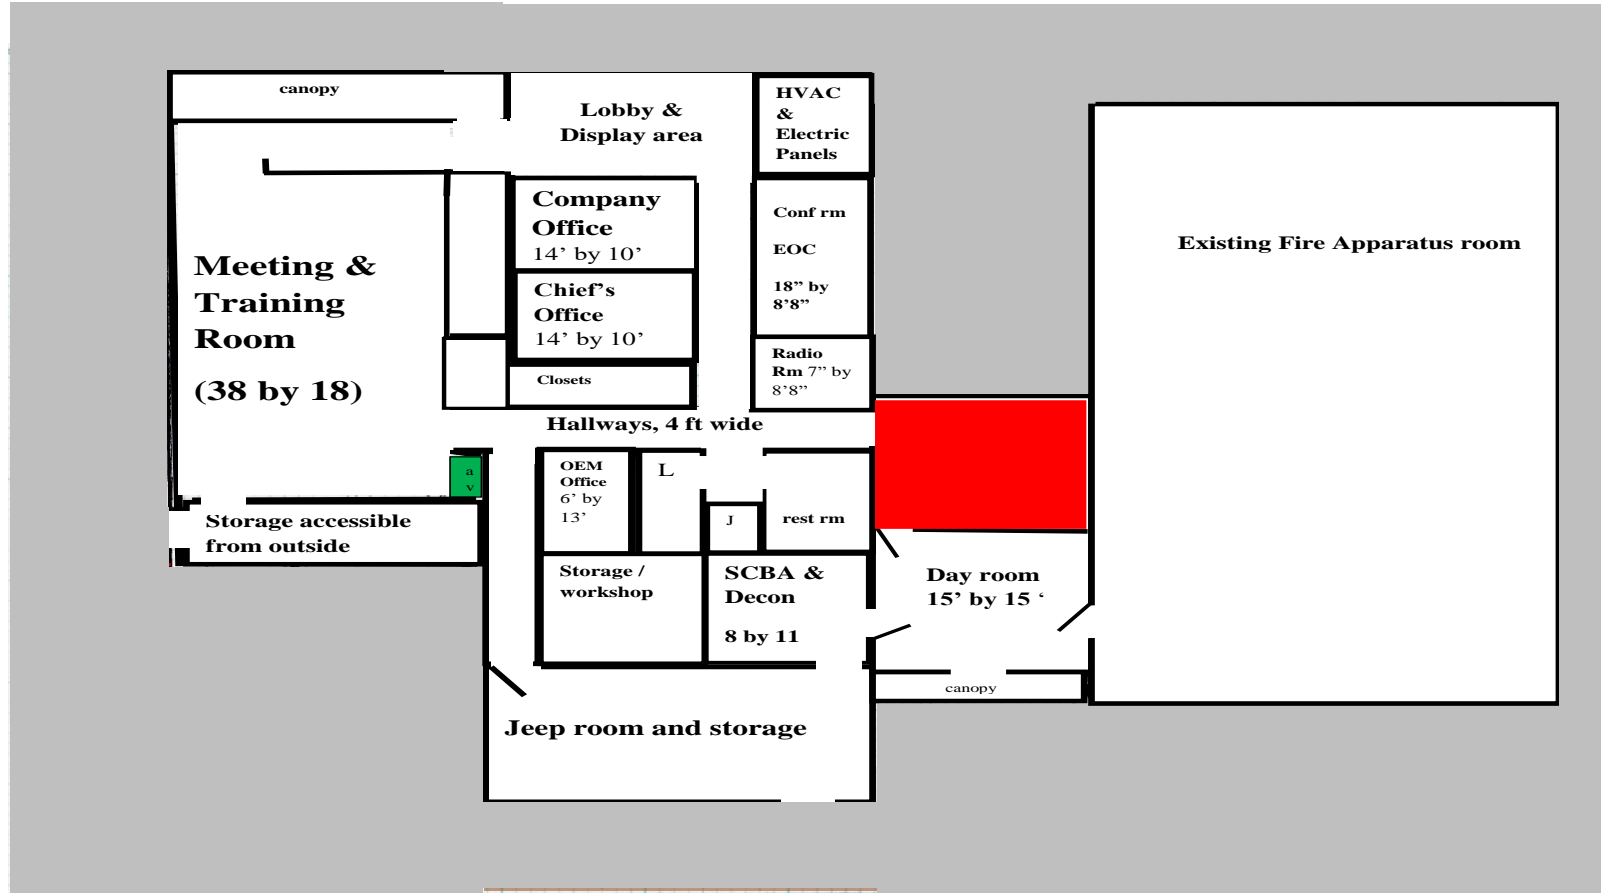 canopy
Lobby &
Display area
HVAC
&
Electric
Panels
Company
Office
14’ by 10’
Conf rm
EOC
18” by
8’8”
Existing Fire Apparatus room
Meeting &
Training
Room
(38 by 18)
Chief’s
Office
14’ by 10’
Radio
Rm 7” by
8’8”
Closets
Hallways, 4 ft wide
a
v
OEM
Office
6’ by
13’
L
J
rest rm
Storage accessible
from outside
Storage /
workshop
SCBA &
Decon
8 by 11
Day room
15’ by 15 ‘
canopy
Jeep room and storage